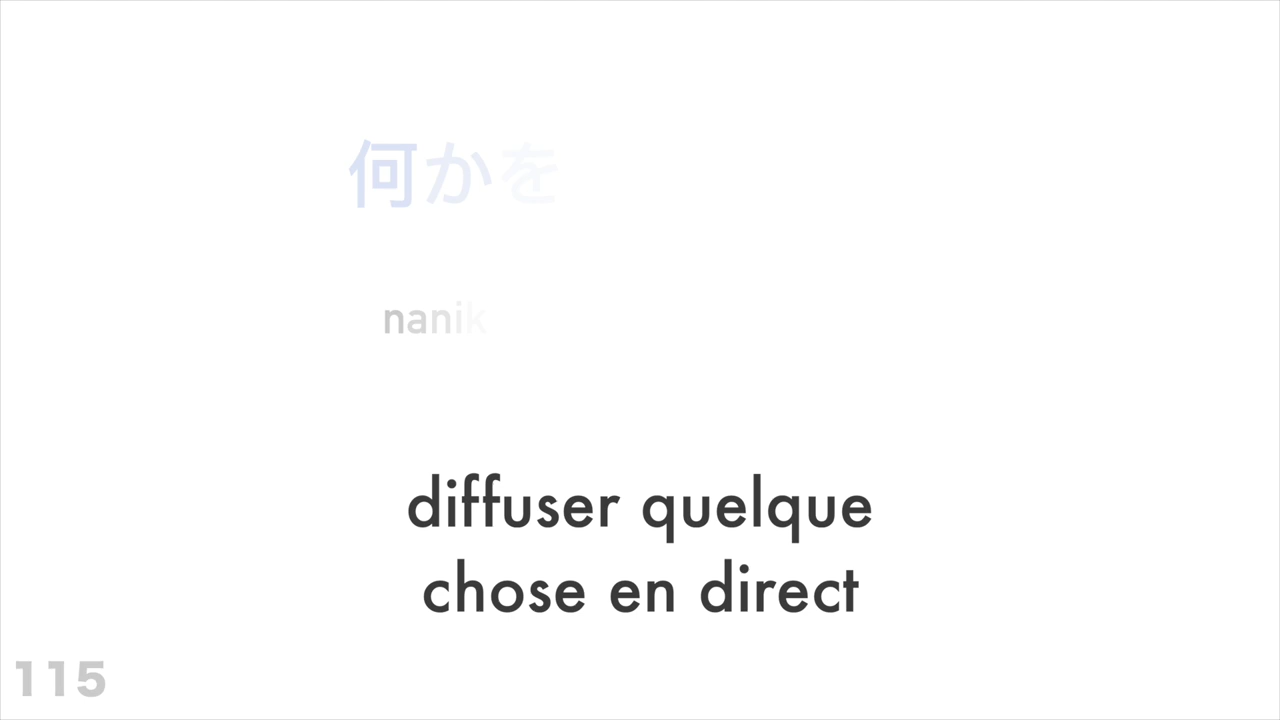 何かを
nanik
diffuser quelque
chose en direct
115